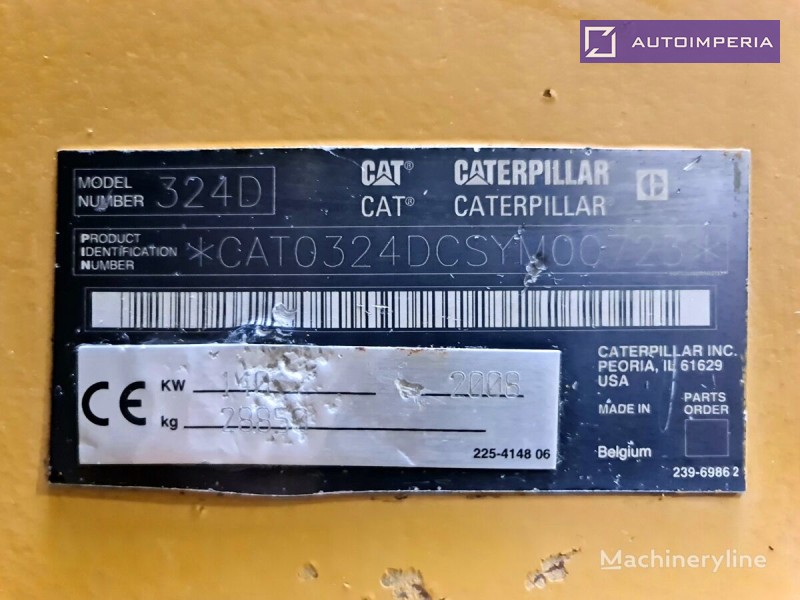 AUTOIMPERIA
MODEL NUMBER 324D
CAT® CATERPILLAR
CAT® CATERPILLAR
PRODUCT IDENTIFICATION NUMBER
CE
KW 140 2008
kg
225-4148 06
CATERPILLAR INC.
PEORIA, IL 61629
USA
MADE IN
Belgium
PARTS ORDER
239-6986 2
Machineryline